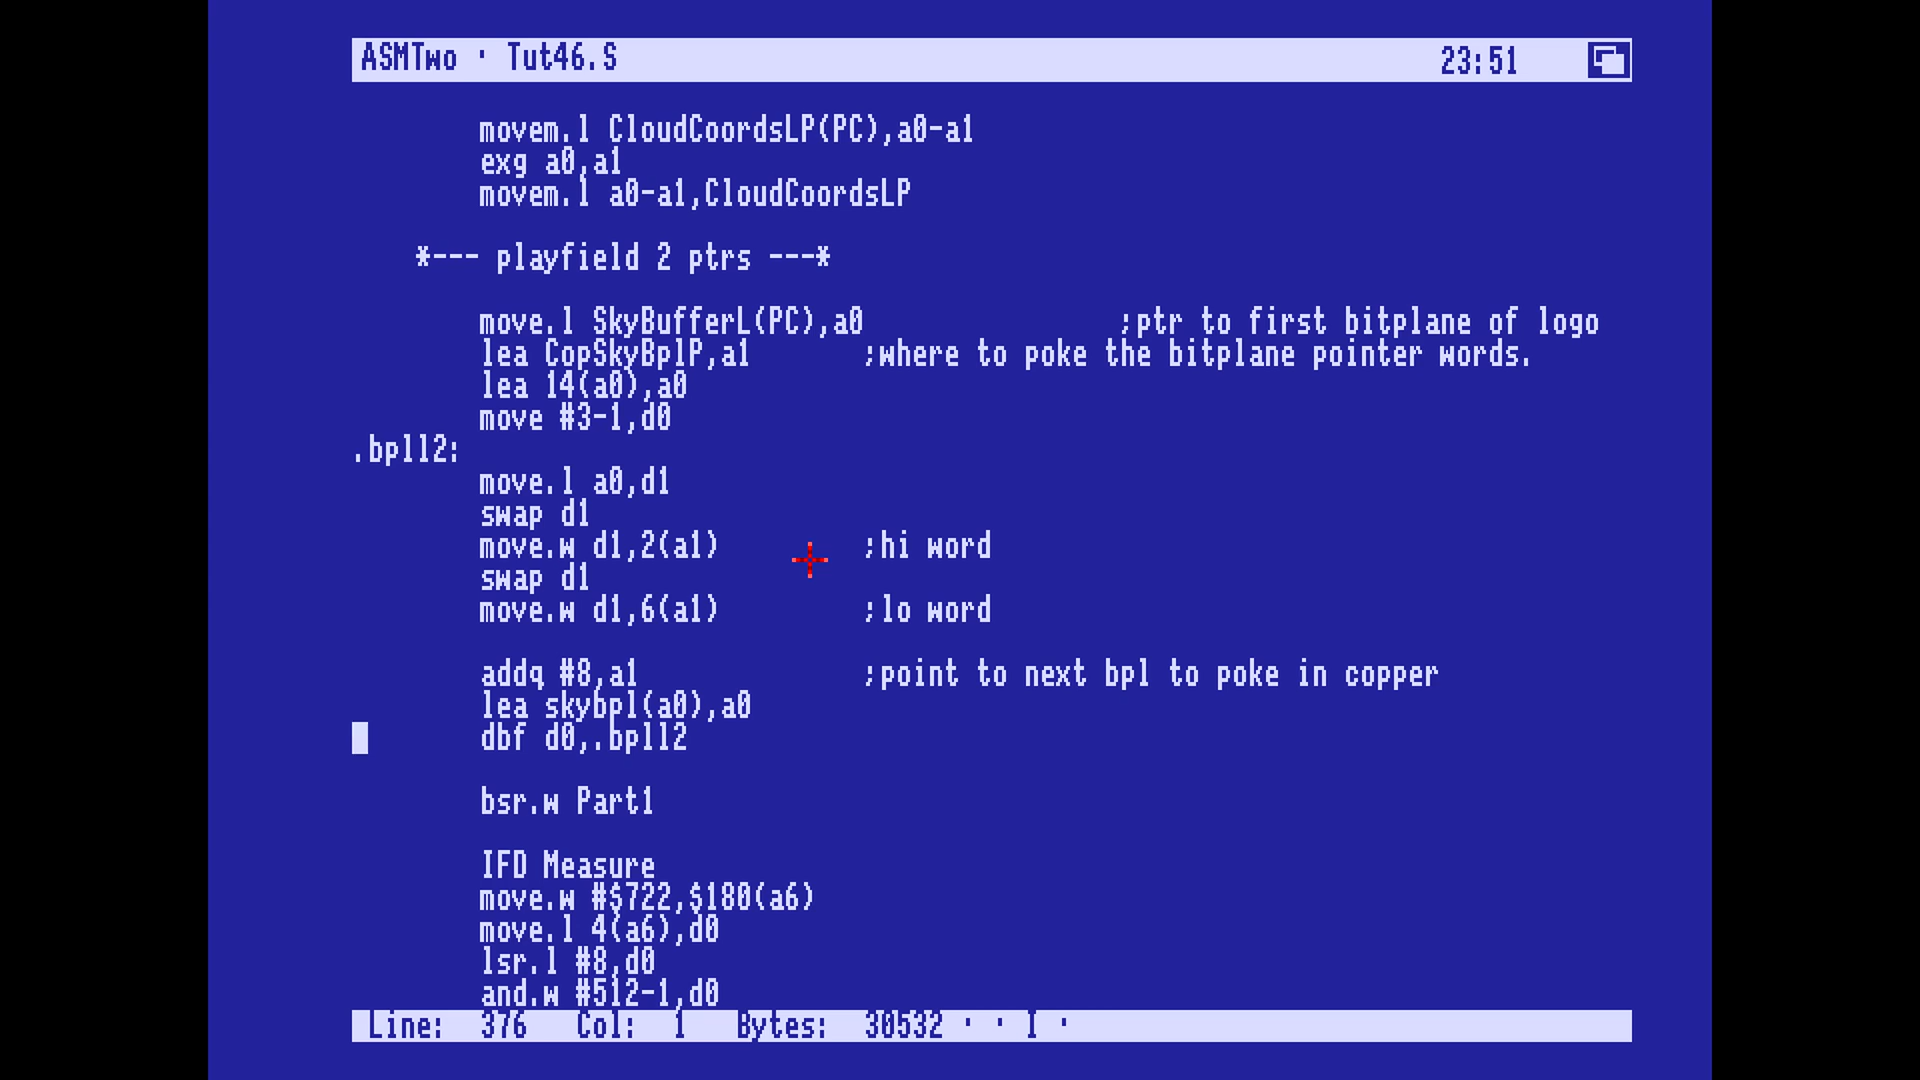 ASMTwo · Tut46.S 23:51
movem.l CloudCoordsLP(PC),a0-a1
exg a0,a1
movem.l a0-a1,CloudCoordsLP
*--- playfield 2 ptrs ---*
move.l SkyBufferL(PC),a0 ;ptr to first bitplane of logo
lea CopSkyBplP,a1 ;where to poke the bitplane pointer words.
lea 14(a0),a0
move #3-1,d0
.bpll2:
move.l a0,d1
swap d1
move.w d1,2(a1) ;hi word
swap d1
move.w d1,6(a1) ;lo word
addq #8,a1 ;point to next bpl to poke in copper
lea skybpl(a0),a0
dbf d0,.bpll2
bsr.w Part1
IFD Measure
move.w #$722,$180(a6)
move.l 4(a6),d0
lsr.l #8,d0
and.w #512-1,d0
Line: 376 Col: 1 Bytes: 30532 · · I ·